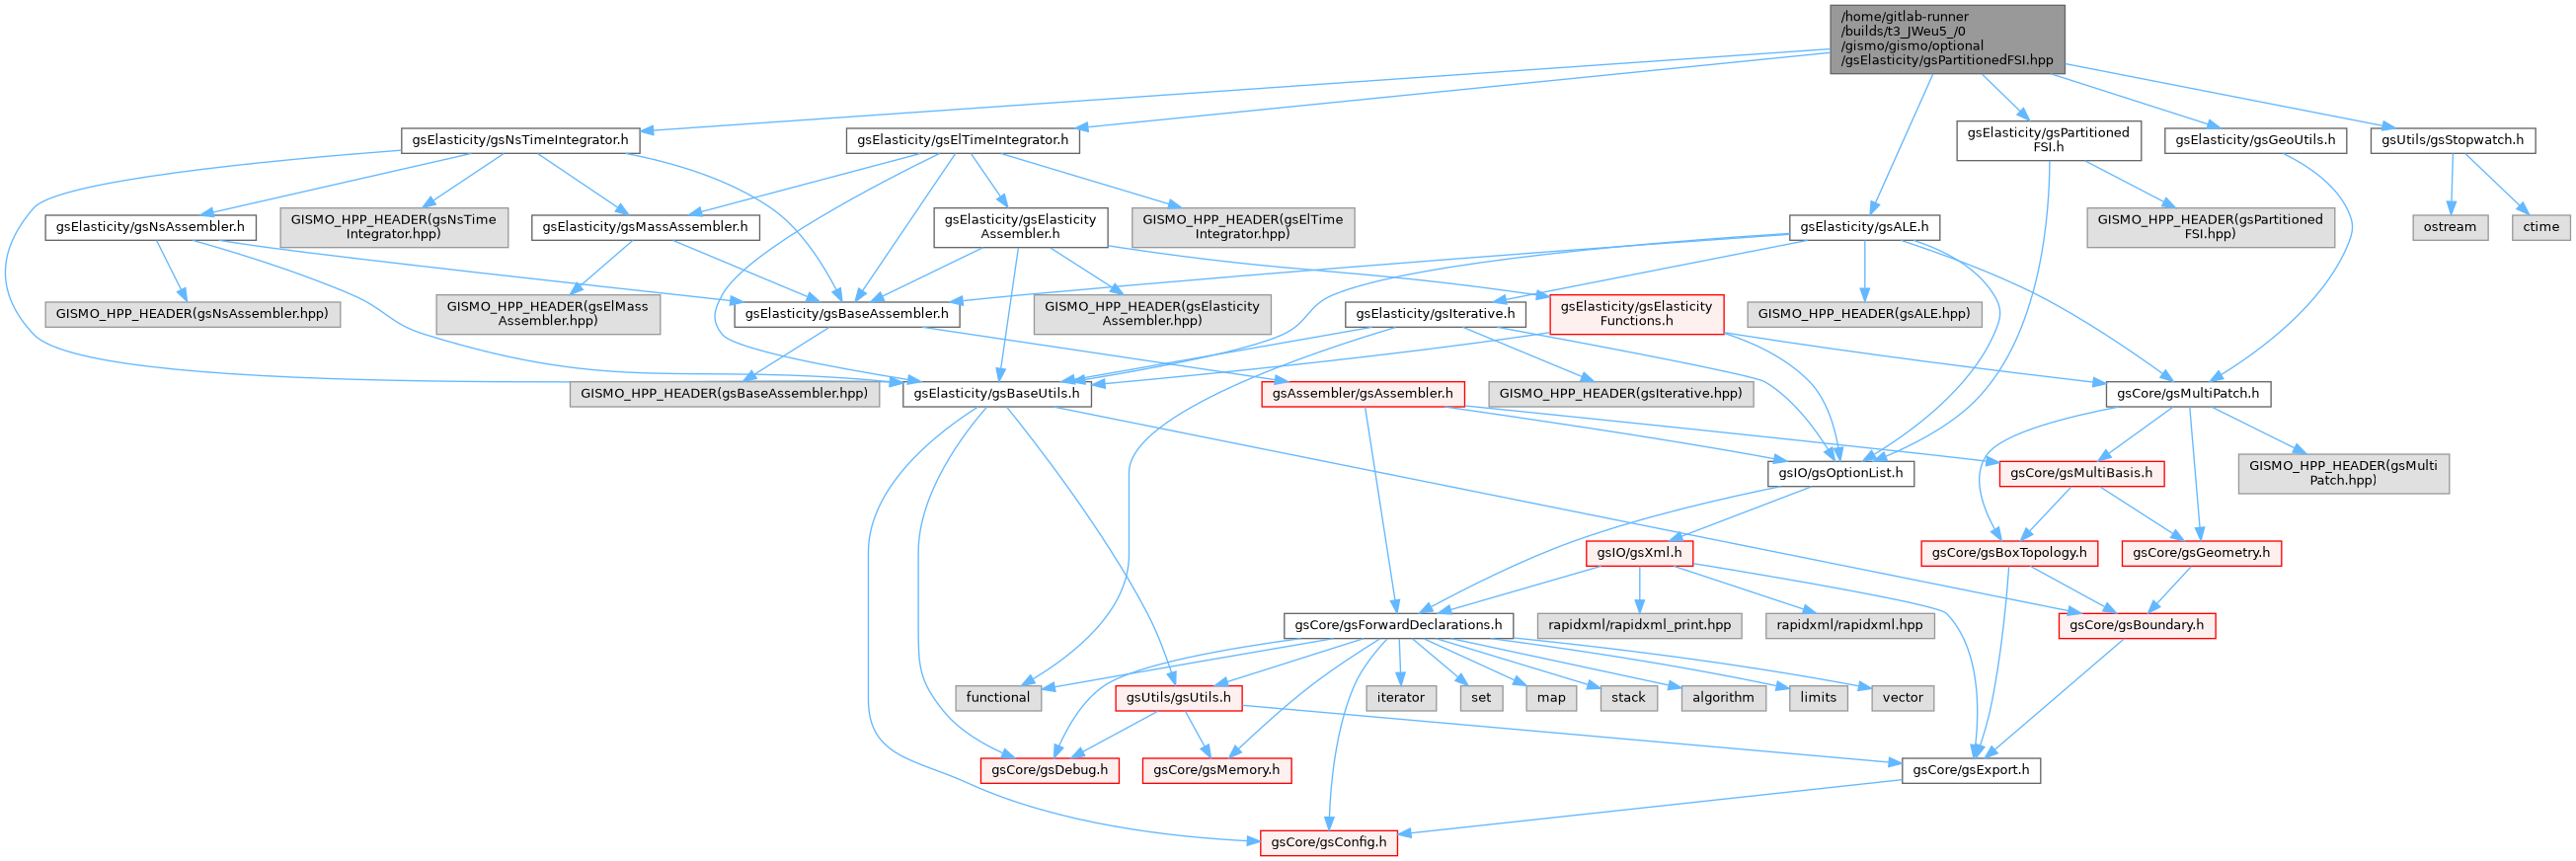 /home/gitlab-runner
/builds/t3_JWeu5_/0
/gismo/gismo/optional
/gsElasticity/gsPartitionedFSI.hpp
gsElasticity/gsNsTimeIntegrator.h
gsElasticity/gsElTimeIntegrator.h
gsElasticity/gsPartitioned
FSI.h
gsElasticity/gsGeoUtils.h
gsUtils/gsStopwatch.h
gsElasticity/gsNsAssembler.h
GISMO_HPP_HEADER(gsNsTime
Integrator.hpp)
gsElasticity/gsMassAssembler.h
gsElasticity/gsElasticity
Assembler.h
GISMO_HPP_HEADER(gsElTime
Integrator.hpp)
gsElasticity/gsALE.h
GISMO_HPP_HEADER(gsPartitioned
FSI.hpp)
ostream
ctime
GISMO_HPP_HEADER(gsNsAssembler.hpp)
GISMO_HPP_HEADER(gsElMass
Assembler.hpp)
gsElasticity/gsBaseAssembler.h
GISMO_HPP_HEADER(gsElasticity
Assembler.hpp)
gsElasticity/gsIterative.h
gsElasticity/gsElasticity
Functions.h
GISMO_HPP_HEADER(gsALE.hpp)
GISMO_HPP_HEADER(gsBaseAssembler.hpp)
gsElasticity/gsBaseUtils.h
gsAssembler/gsAssembler.h
GISMO_HPP_HEADER(gsIterative.hpp)
gsCore/gsMultiPatch.h
gsIO/gsOptionList.h
gsCore/gsMultiBasis.h
GISMO_HPP_HEADER(gsMulti
Patch.hpp)
gsIO/gsXml.h
gsCore/gsBoxTopology.h
gsCore/gsGeometry.h
gsCore/gsForwardDeclarations.h
rapidxml/rapidxml_print.hpp
rapidxml/rapidxml.hpp
gsCore/gsBoundary.h
functional
gsUtils/gsUtils.h
iterator
set
map
stack
algorithm
limits
vector
gsCore/gsDebug.h
gsCore/gsMemory.h
gsCore/gsExport.h
gsCore/gsConfig.h